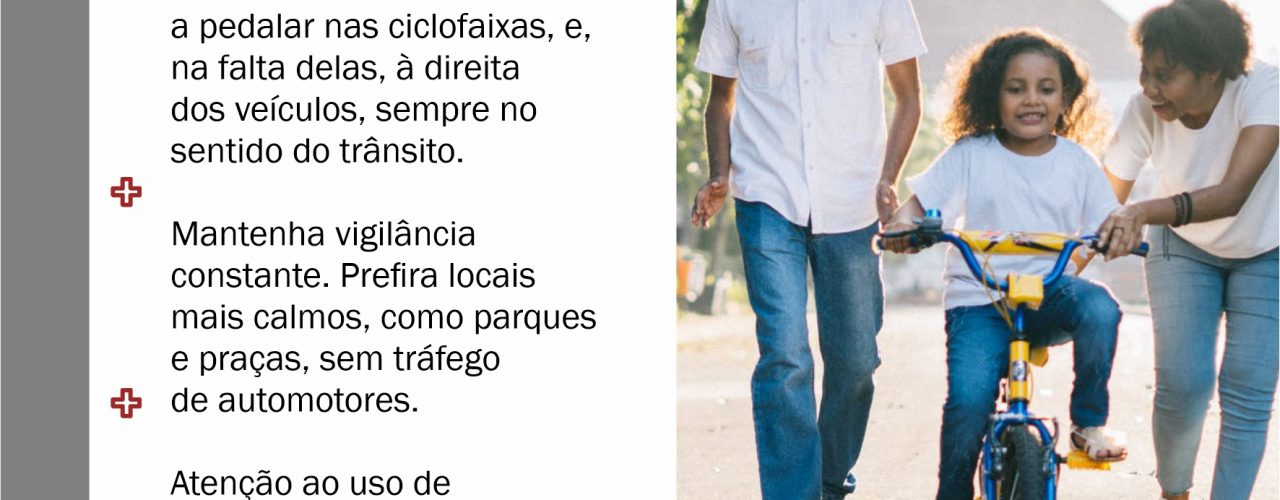 a pedalar nas ciclofaixas, e,
na falta delas, à direita
dos veículos, sempre no
sentido do trânsito.
Mantenha vigilância
constante. Prefira locais
mais calmos, como parques
e praças, sem tráfego
de automotores.
Atenção ao uso de